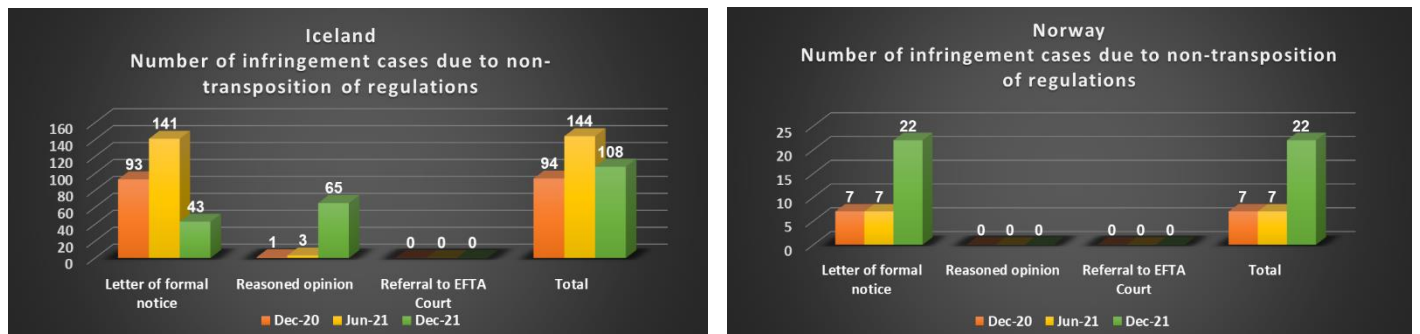 Iceland
Number of infringement cases due to non-
transposition of regulations
160
140
120
100
80
60
40
20
0
93
141
43
1
3
65
0
0
0
94
144
108
Letter of formal
notice
Reasoned opinion
Referral to EFTA
Court
Total
Dec-20 Jun-21 Dec-21
Norway
Number of infringement cases due to non-transposition
of regulations
25
20
15
10
5
0
7
7
22
0
0
0
0
0
0
7
7
22
Letter of formal
notice
Reasoned opinion
Referral to EFTA
Court
Total
Dec-20 Jun-21 Dec-21